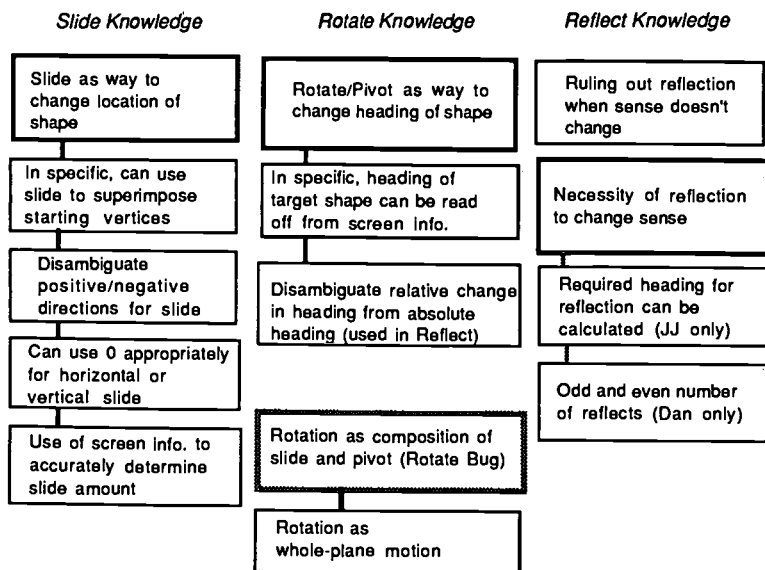 Slide Knowledge
Slide as way to
change location of
shape
In specific, can use
slide to superimpose
starting vertices
Disambiguate
positive/negative
directions for slide
Can use 0 appropriately
for horizontal or
vertical slide
Use of screen info. to
accurately determine
slide amount
Rotate Knowledge
Rotate/Pivot as way to
change heading of shape
In specific, heading of
target shape can be read
off from screen info.
Disambiguate relative change
in heading from absolute
heading (used in Reflect)
Rotation as composition of
slide and pivot (Rotate Bug)
Rotation as
whole-plane motion
Reflect Knowledge
Ruling out reflection
when sense doesn't
change
Necessity of reflection
to change sense
Required heading for
reflection can be
calculated (JJ only)
Odd and even number
of reflects (Dan only)